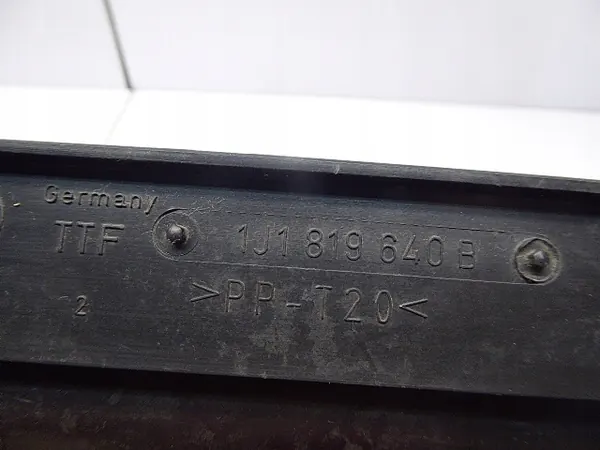 Germany
TTF
1J1 819 640 B
2
>PP-T20<